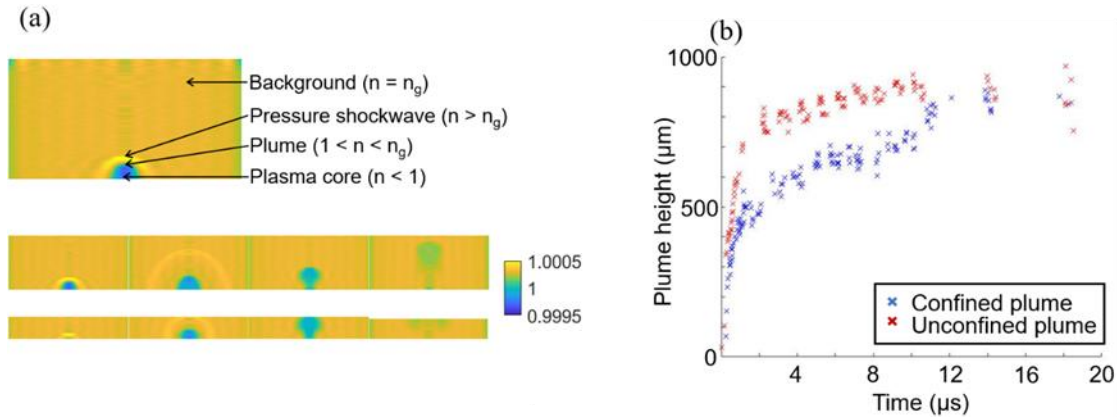 (a)
Background (n = ng)
Pressure shockwave (n > ng)
Plume (1 < n < ng)
Plasma core (n < 1)
1.0005
1
0.9995
(b)
1000
500
0
Plume height (μm)
4
8
12
16
20
Time (μs)
Confined plume
Unconfined plume